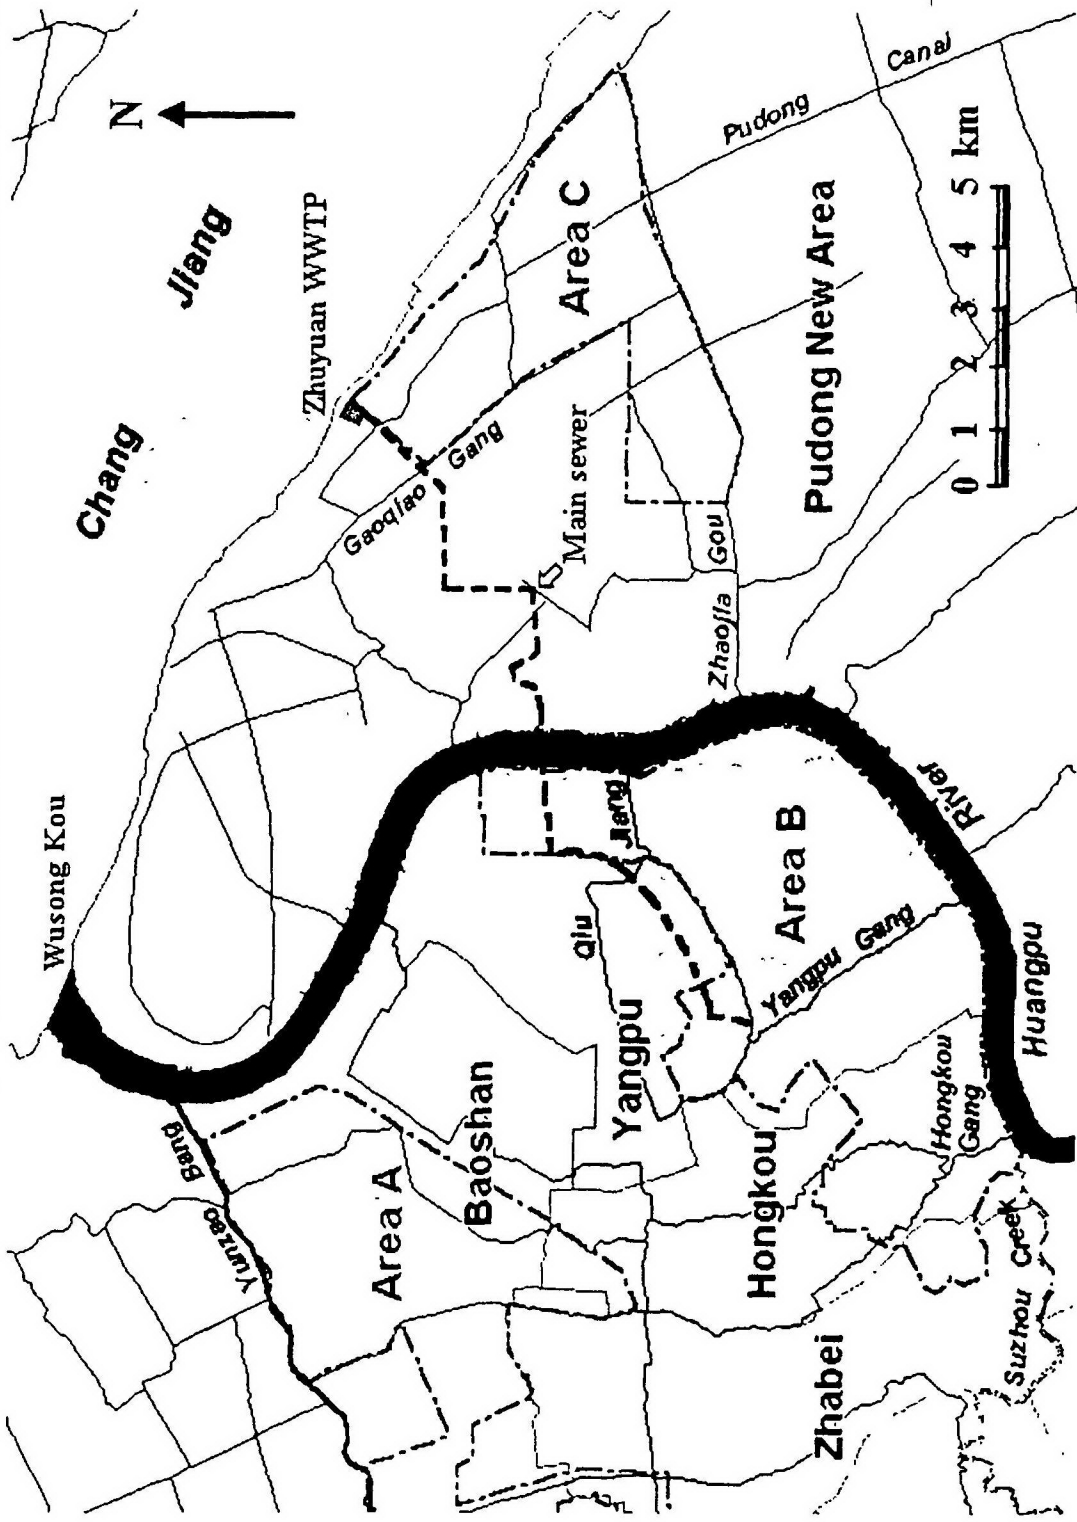 N
Chang
Jiang
Wusong Kou
Zhuyuan WWTP
Yunzao
Bang
Gaoqiao
Gang
Area A
Baoshan
Main sewer
Area C
Pudong
Canal
Qiu
Jiang
Yangpu
Zhaojia
Gou
Hongkou
Yangpu Gang
Area B
Pudong New Area
Zhabei
Hongkou
Gang
River
Suzhou Creek
Huangpu
0 1 2 3 4 5 km